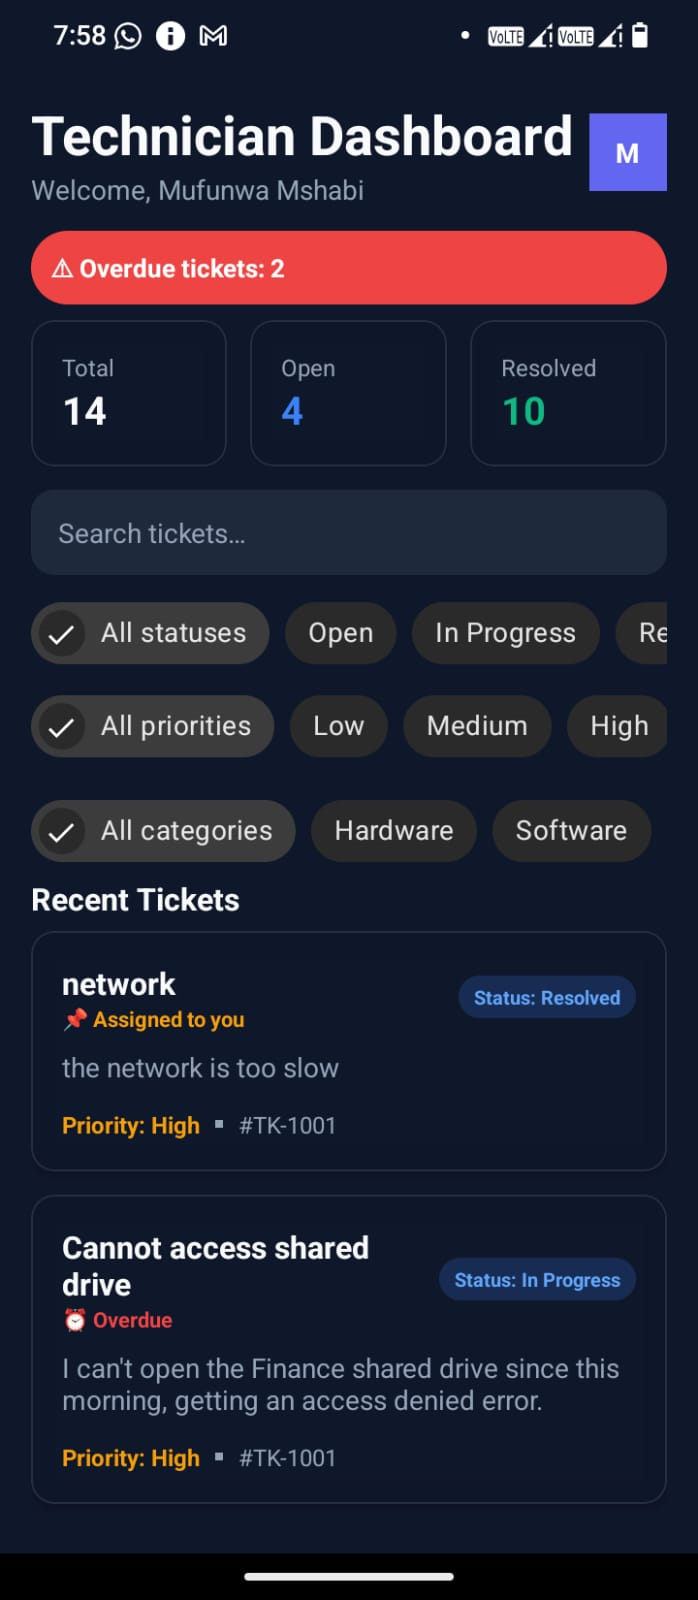 7:58
VoLTE VoLTE
Technician Dashboard
M
Welcome, Mufunwa Mshabi
⚠ Overdue tickets: 2
Total Open Resolved
14 4 10
Search tickets…
All statuses Open In Progress Re
All priorities Low Medium High
All categories Hardware Software
Recent Tickets
network
Status: Resolved
📌 Assigned to you
the network is too slow
Priority: High ▪ #TK-1001
Cannot access shared
drive
Status: In Progress
⏰ Overdue
I can't open the Finance shared drive since this
morning, getting an access denied error.
Priority: High ▪ #TK-1001